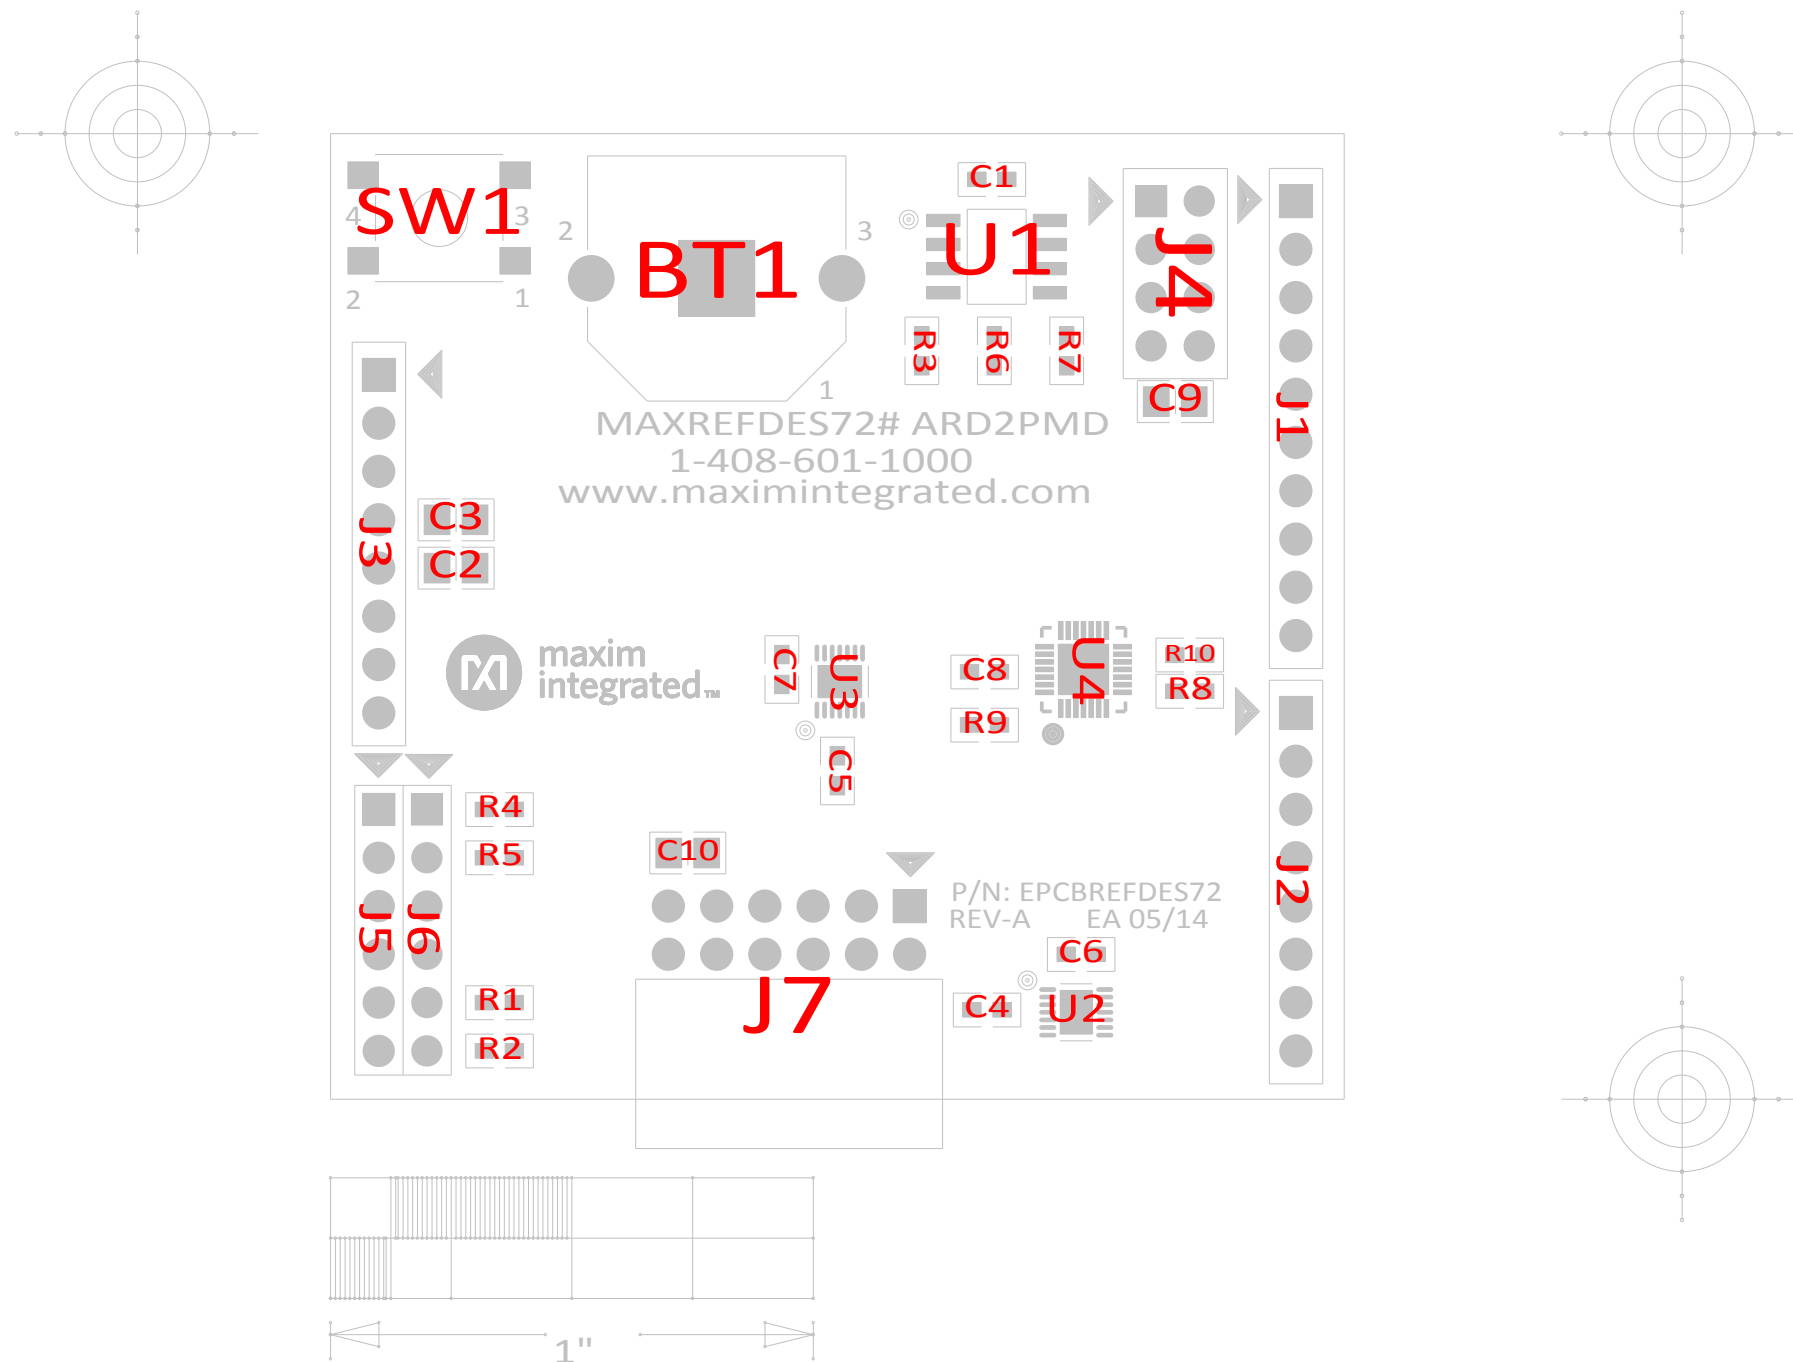 C1
SW1
4
3
2
3
U1
J4
BT1
2
1
R3
R6
R7
1
C9
J1
MAXREFDES72# ARD2PMD
1-408-601-1000
www.maximintegrated.com
C3
J3
C2
maxim
integrated™
C7
U3
C8
U4
R10
R8
R9
C5
R4
R5
C10
J2
P/N: EPCBREFDES72
REV-A EA 05/14
J5
J6
C6
R1
J7
C4
U2
R2
1"